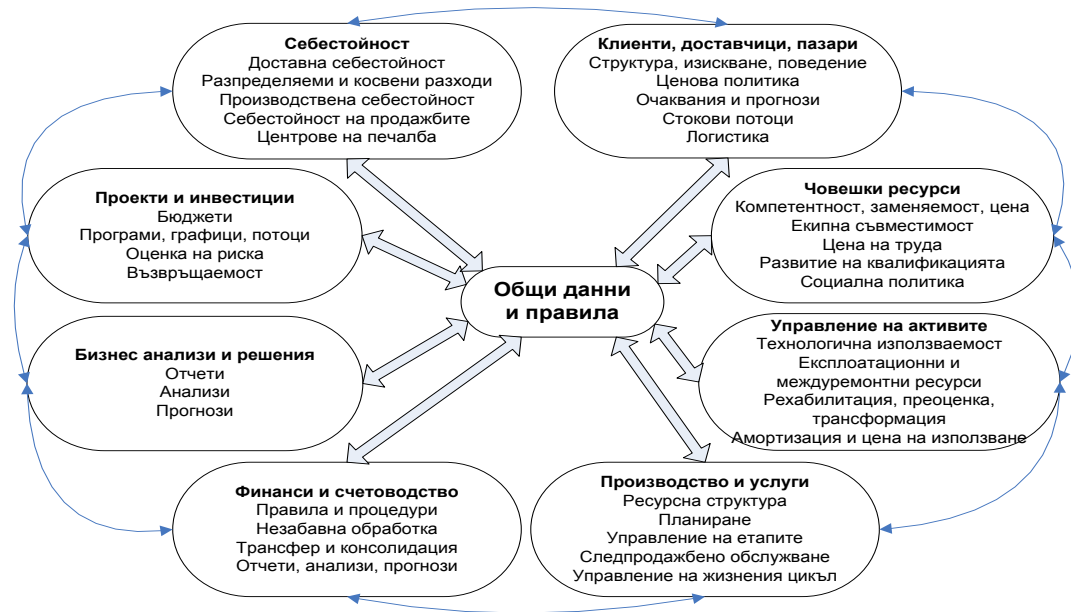 Себестойност
Доставна себестойност
Разпределяеми и косвени разходи
Производствена себестойност
Себестойност на продажбите
Центрове на печалба
Клиенти, доставчици, пазари
Структура, изискване, поведение
Ценова политика
Очаквания и прогнози
Стокови потоци
Логистика
Проекти и инвестиции
Бюджети
Програми, графици, потоци
Оценка на риска
Възвръщаемост
Човешки ресурси
Компетентност, заменяемост, цена
Екипна съвместимост
Цена на труда
Развитие на квалификацията
Социална политика
Общи данни
и правила
Бизнес анализи и решения
Отчети
Анализи
Прогнози
Управление на активите
Технологична използваемост
Експлоатационни и
междуремонтни ресурси
Рехабилитация, преоценка,
трансформация
Амортизация и цена на използване
Финанси и счетоводство
Правила и процедури
Незабавна обработка
Трансфер и консолидация
Отчети, анализи, прогнози
Производство и услуги
Ресурсна структура
Планиране
Управление на етапите
Следпродажбено обслужване
Управление на жизнения цикъл